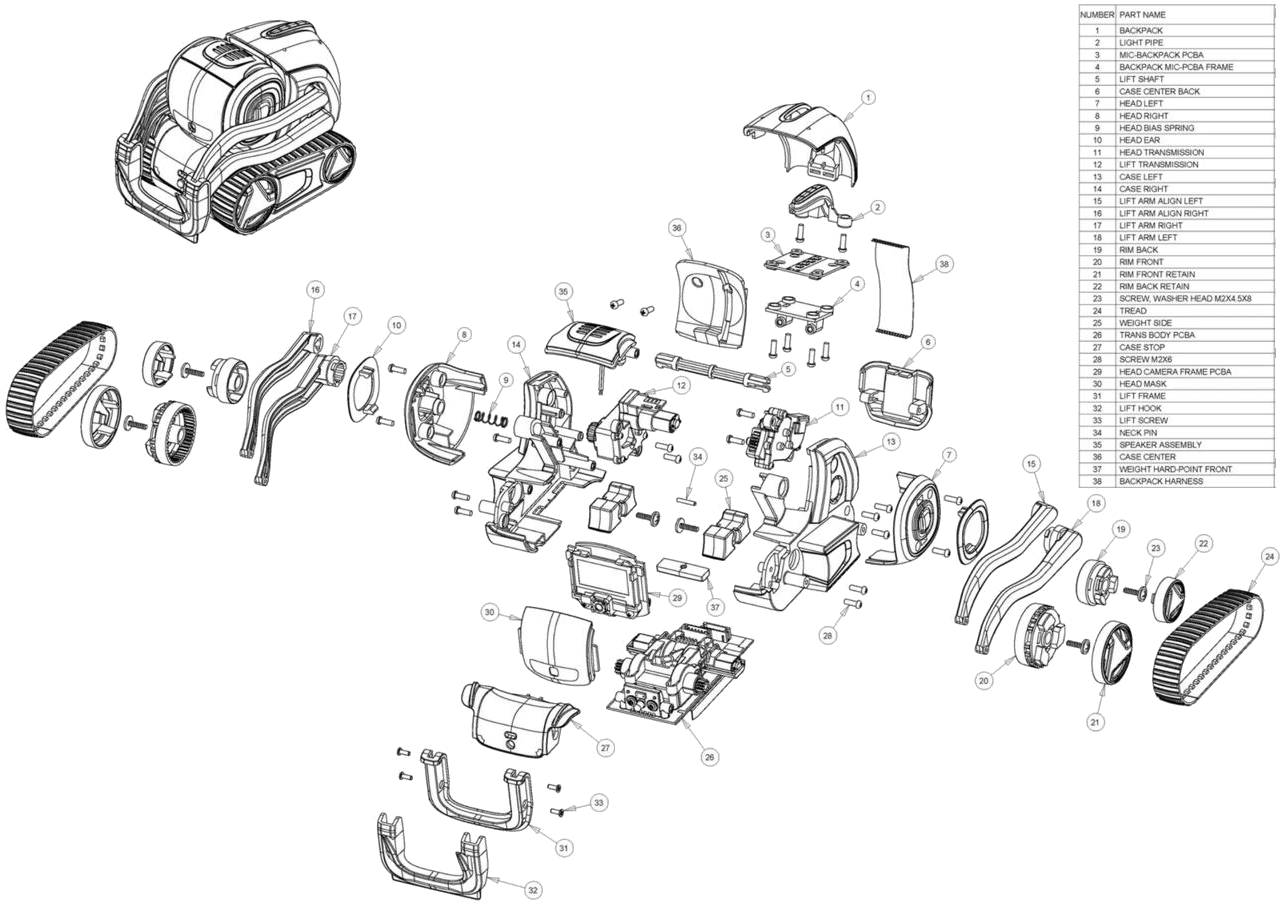 NUMBER PART NAME
1 BACKPACK
2 LIGHT PIPE
3 MIC-BACKPACK PCBA
4 BACKPACK MIC-PCBA FRAME
5 LIFT SHAFT
6 CASE CENTER BACK
7 HEAD LEFT
8 HEAD RIGHT
9 HEAD BIAS SPRING
10 HEAD EAR
11 HEAD TRANSMISSION
12 LIFT TRANSMISSION
13 CASE LEFT
14 CASE RIGHT
15 LIFT ARM ALIGN LEFT
16 LIFT ARM ALIGN RIGHT
17 LIFT ARM RIGHT
18 LIFT ARM LEFT
19 RIM BACK
20 RIM FRONT
21 RIM FRONT RETAIN
22 RIM BACK RETAIN
23 SCREW, WASHER HEAD M2X4.5X8
24 TREAD
25 WEIGHT SIDE
26 TRANS BODY PCBA
27 CASE STOP
28 SCREW M2X6
29 HEAD CAMERA FRAME PCBA
30 HEAD MASK
31 LIFT FRAME
32 LIFT HOOK
33 LIFT SCREW
34 NECK PIN
35 SPEAKER ASSEMBLY
36 CASE CENTER
37 WEIGHT HARD-POINT FRONT
38 BACKPACK HARNESS
1
2
36
3
38
4
35
16
17
10
8
14
9
12
5
6
11
13
7
34
25
15
18
19
23
22
24
29
37
30
28
20
21
27
26
33
31
32